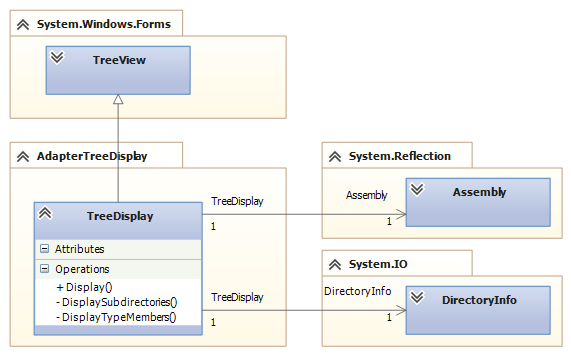 System.Windows.Forms
TreeView
AdapterTreeDisplay
TreeDisplay
Attributes
Operations
+ Display()
- DisplaySubdirectories()
- DisplayTypeMembers()
TreeDisplay
1
Assembly
1
TreeDisplay
1
DirectoryInfo
1
System.Reflection
Assembly
System.IO
DirectoryInfo